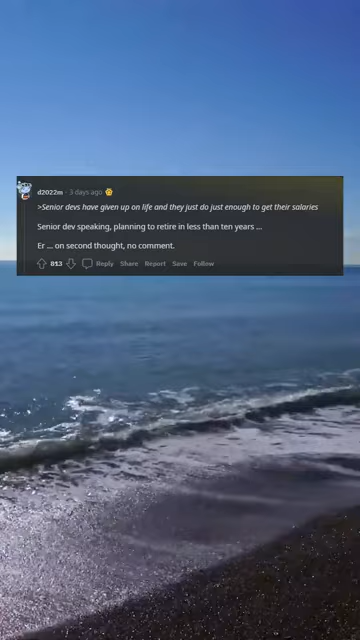 d2022m · 3 days ago
>Senior devs have given up on life and they just do just enough to get their salaries
Senior dev speaking, planning to retire in less than ten years ...
Er ... on second thought, no comment.
813 Reply Share Report Save Follow